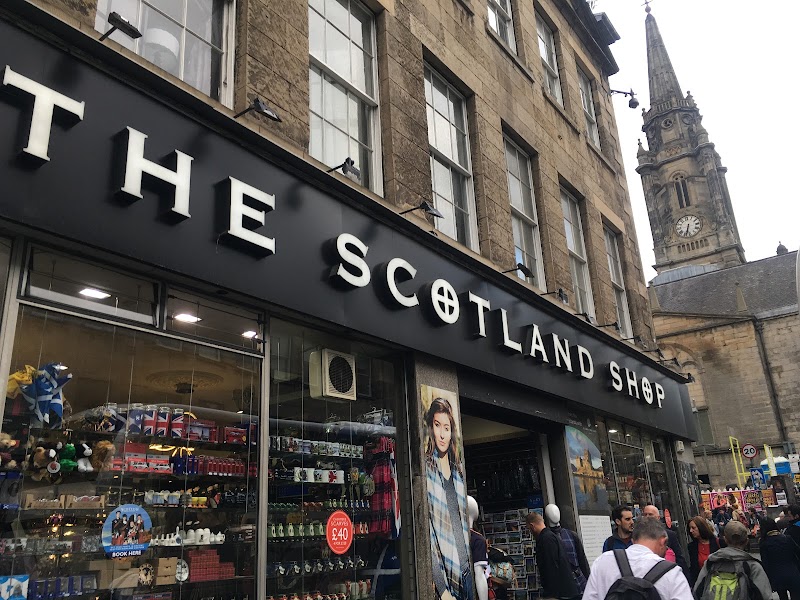 THE SCOTLAND SHOP
SCARVES
£40
BOOK HERE
20